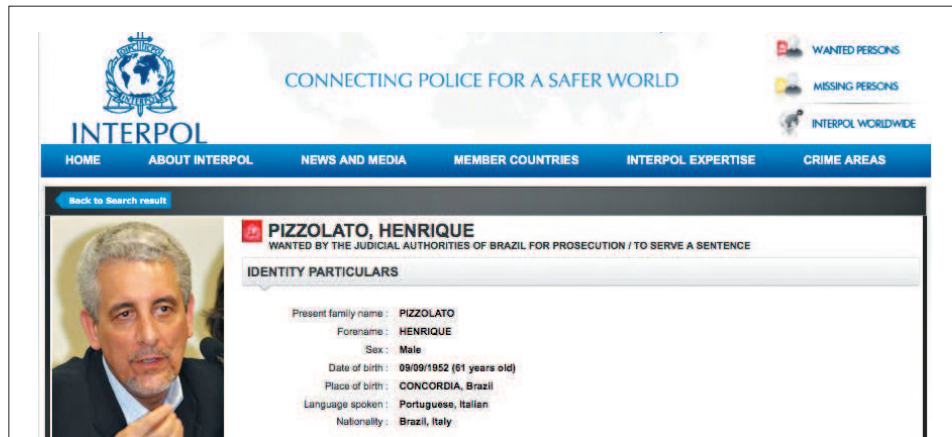 WANTED PERSONS
CONNECTING POLICE FOR A SAFER WORLD
MISSING PERSONS
INTERPOL
INTERPOL WORLDWIDE
HOME ABOUT INTERPOL NEWS AND MEDIA MEMBER COUNTRIES INTERPOL EXPERTISE CRIME AREAS
Back to Search result
PIZZOLATO, HENRIQUE
WANTED BY THE JUDICIAL AUTHORITIES OF BRAZIL FOR PROSECUTION / TO SERVE A SENTENCE
IDENTITY PARTICULARS
Present family name : PIZZOLATO
Forename : HENRIQUE
Sex : Male
Date of birth : 09/09/1952 (61 years old)
Place of birth : CONCORDIA, Brazil
Language spoken : Portuguese, Italian
Nationality : Brazil, Italy